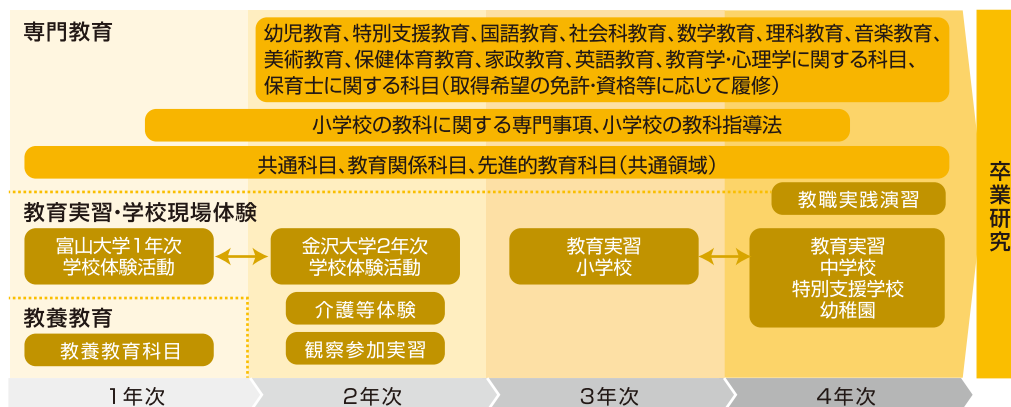 専門教育
幼児教育、特別支援教育、国語教育、社会科教育、数学教育、理科教育、音楽教育、
美術教育、保健体育教育、家政教育、英語教育、教育学・心理学に関する科目、
保育士に関する科目（取得希望の免許・資格等に応じて履修）
小学校の教科に関する専門事項、小学校の教科指導法
共通科目、教育関係科目、先進的教育科目（共通領域）
教職実践演習
教育実習・学校現場体験
富山大学1年次
学校体験活動
金沢大学2年次
学校体験活動
教育実習
小学校
教育実習
中学校
特別支援学校
幼稚園
介護等体験
観察参加実習
教養教育
教養教育科目
卒業研究
1年次
2年次
3年次
4年次